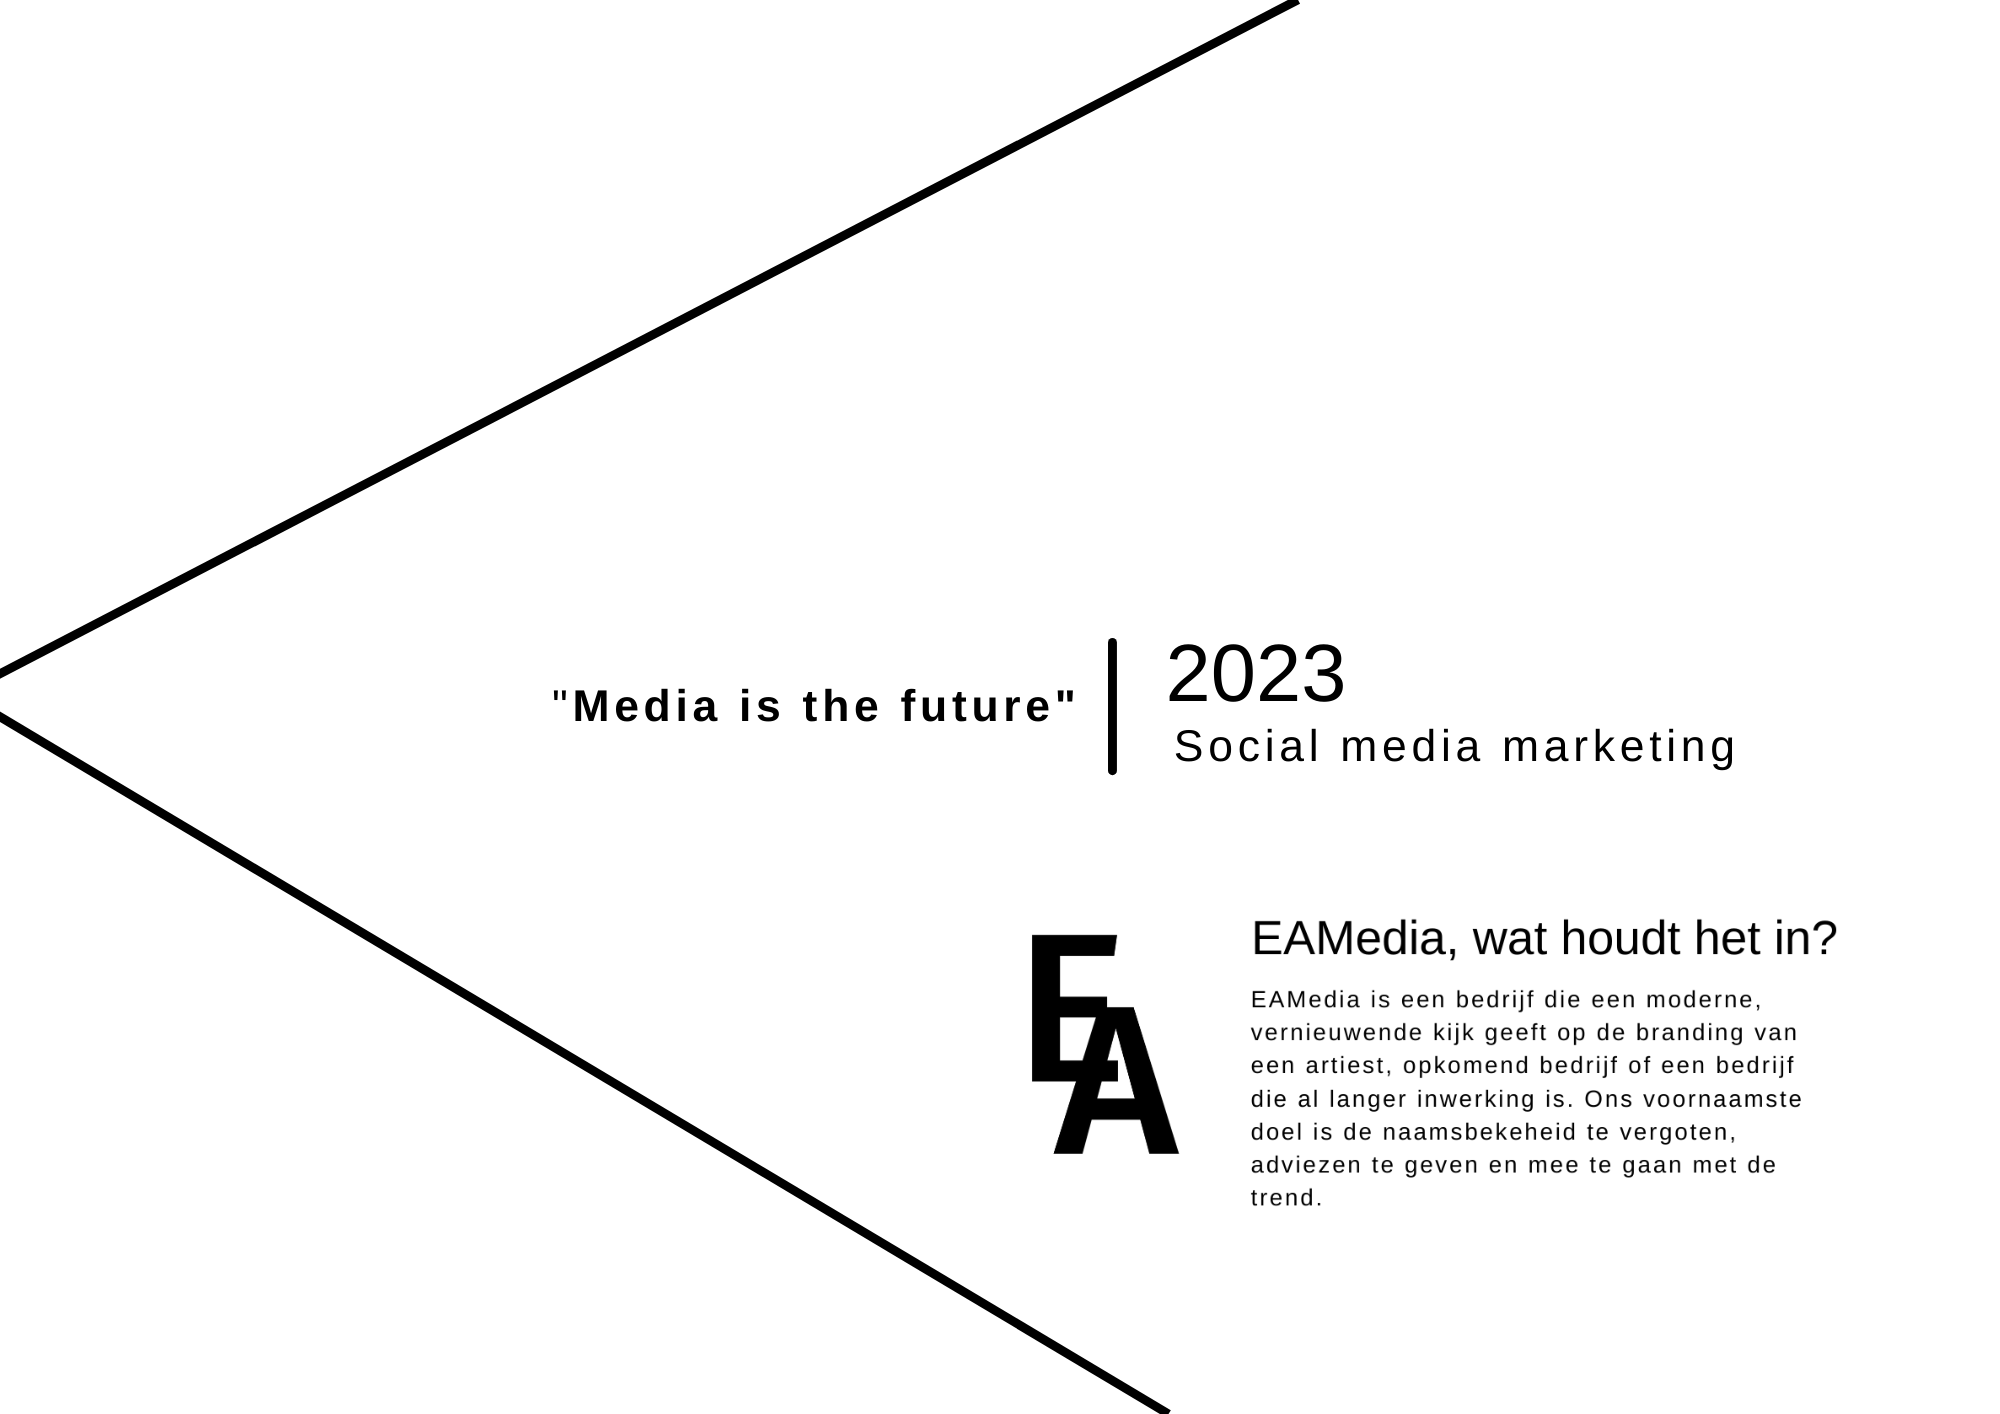 "Media is the future"
2023
Social media marketing
EA
EAMedia, wat houdt het in?
EAMedia is een bedrijf die een moderne,
vernieuwende kijk geeft op de branding van
een artiest, opkomend bedrijf of een bedrijf
die al langer inwerking is. Ons voornaamste
doel is de naamsbekeheid te vergoten,
adviezen te geven en mee te gaan met de
trend.